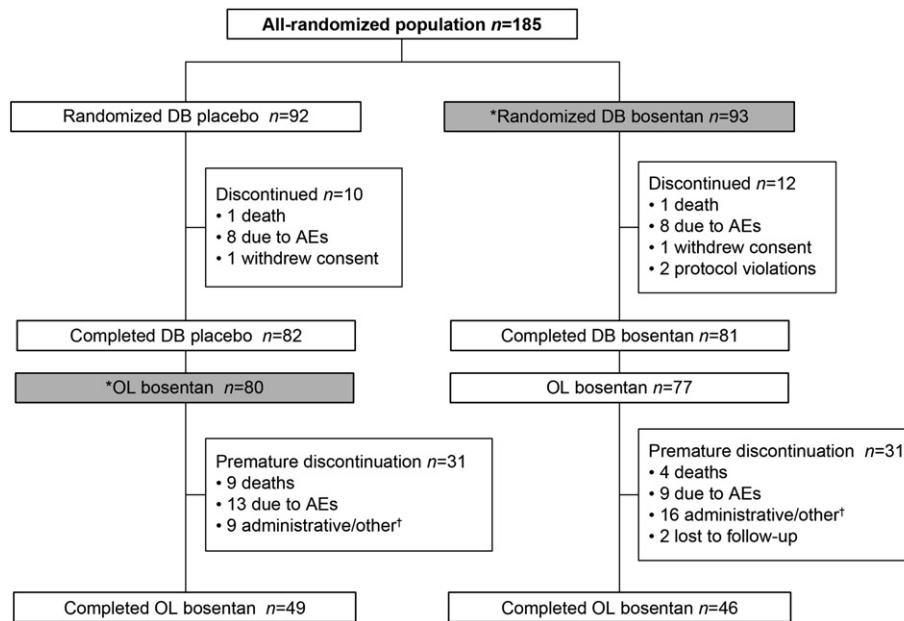 All-randomized population n=185
Randomized DB placebo n=92
*Randomized DB bosentan n=93
Discontinued n=10
• 1 death
• 8 due to AEs
• 1 withdrew consent
Discontinued n=12
• 1 death
• 8 due to AEs
• 1 withdrew consent
• 2 protocol violations
Completed DB placebo n=82
Completed DB bosentan n=81
*OL bosentan n=80
OL bosentan n=77
Premature discontinuation n=31
• 9 deaths
• 13 due to AEs
• 9 administrative/other†
Premature discontinuation n=31
• 4 deaths
• 9 due to AEs
• 16 administrative/other†
• 2 lost to follow-up
Completed OL bosentan n=49
Completed OL bosentan n=46